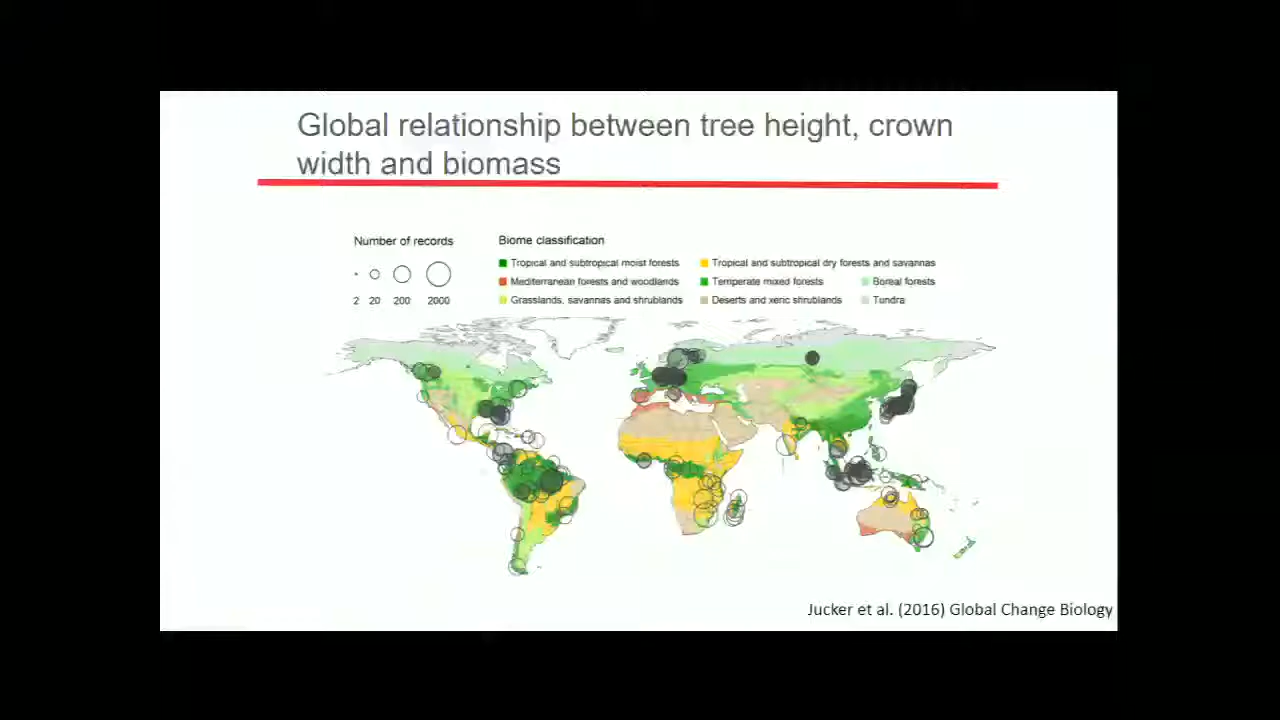 Global relationship between tree height, crown
width and biomass
Number of records
2 20 200 2000
Biome classification
Tropical and subtropical moist forests
Tropical and subtropical dry forests and savannas
Mediterranean forests and woodlands
Temperate mixed forests
Boreal forests
Grasslands, savannas and shrublands
Deserts and xeric shrublands
Tundra
Jucker et al. (2016) Global Change Biology